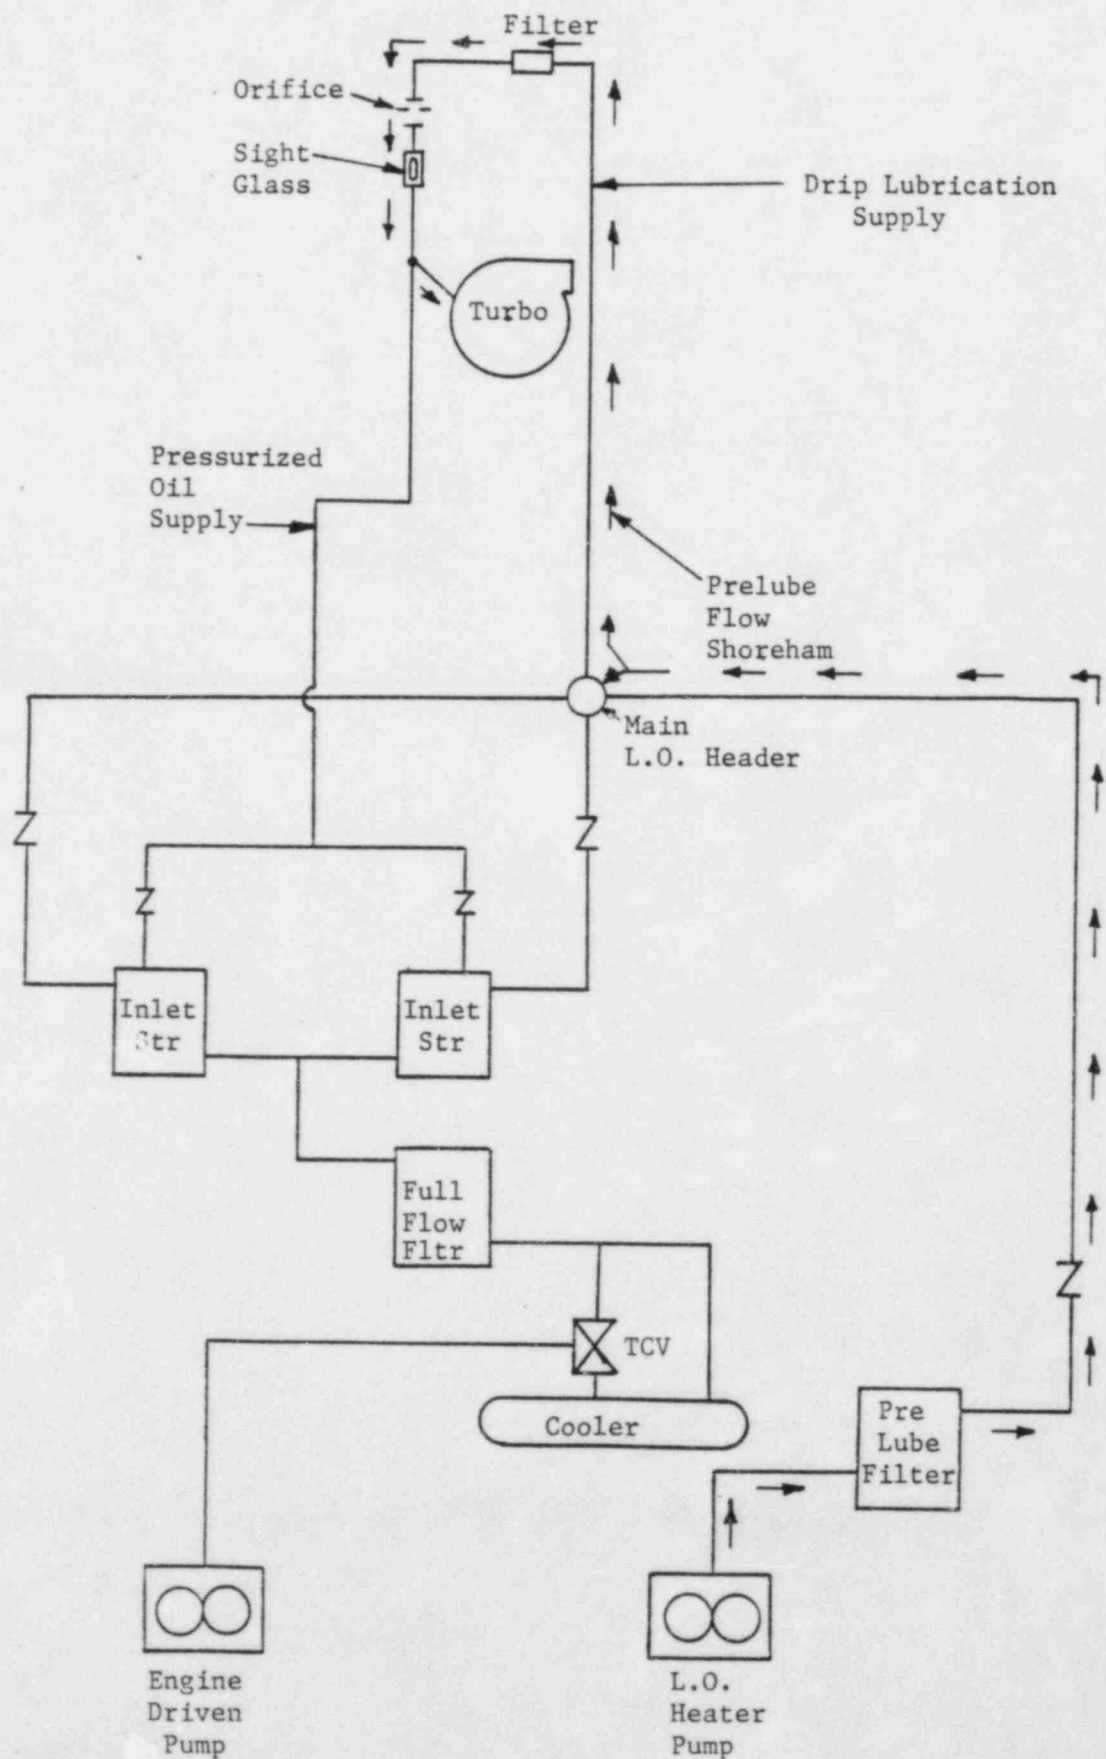 Filter
Orifice
Sight
Glass
Drip Lubrication
Supply
Turbo
Pressurized
Oil
Supply
Prelube
Flow
Shoreham
Main
L.O. Header
Inlet
Str
Inlet
Str
Full
Flow
Fltr
TCV
Cooler
Pre
Lube
Filter
Engine
Driven
Pump
L.O.
Heater
Pump